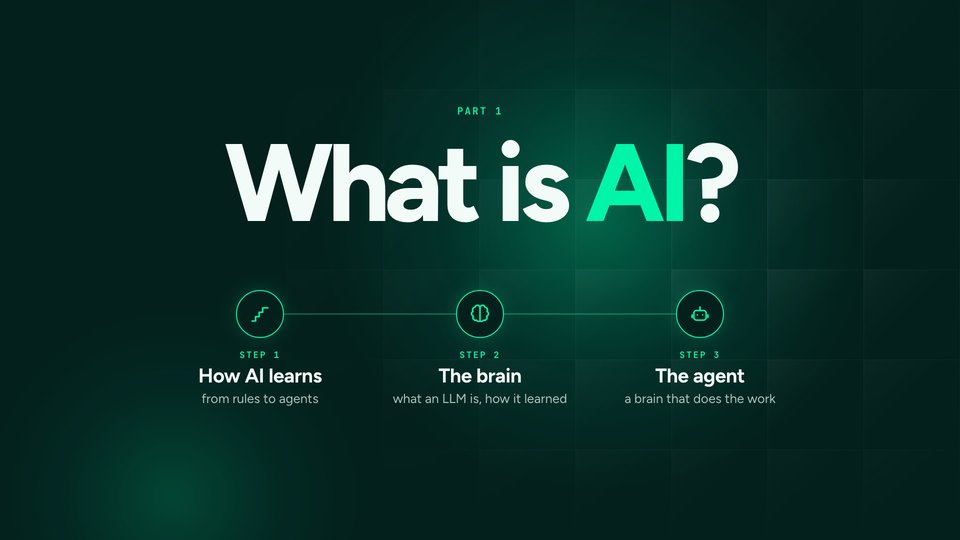 PART 1
What is AI?
STEP 1
How AI learns
from rules to agents
STEP 2
The brain
what an LLM is, how it learned
STEP 3
The agent
a brain that does the work